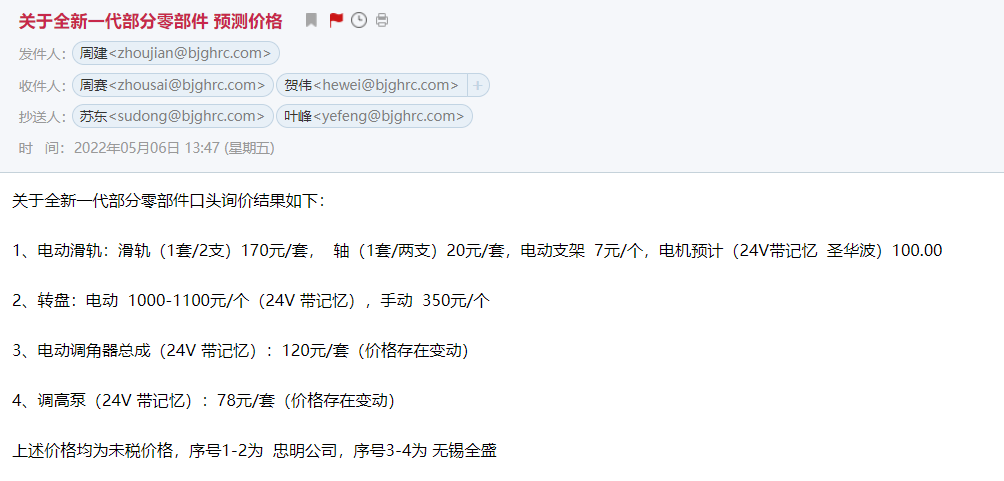 关于全新一代部分零部件 预测价格
发件人：周建<zhoujian@bjghrc.com>
收件人：周赛<zhousai@bjghrc.com> 贺伟<hewei@bjghrc.com> +
抄送人：苏东<sudong@bjghrc.com> 叶峰<yefeng@bjghrc.com>
时 间：2022年05月06日 13:47 (星期五)
关于全新一代部分零部件口头询价结果如下：
1、电动滑轨：滑轨（1套/2支）170元/套， 轴（1套/两支）20元/套，电动支架 7元/个，电机预计（24V带记忆 圣华波）100.00
2、转盘：电动 1000-1100元/个（24V 带记忆），手动 350元/个
3、电动调角器总成（24V 带记忆）：120元/套（价格存在变动）
4、调高泵（24V 带记忆）：78元/套（价格存在变动）
上述价格均为未税价格，序号1-2为 忠明公司，序号3-4为 无锡全盛